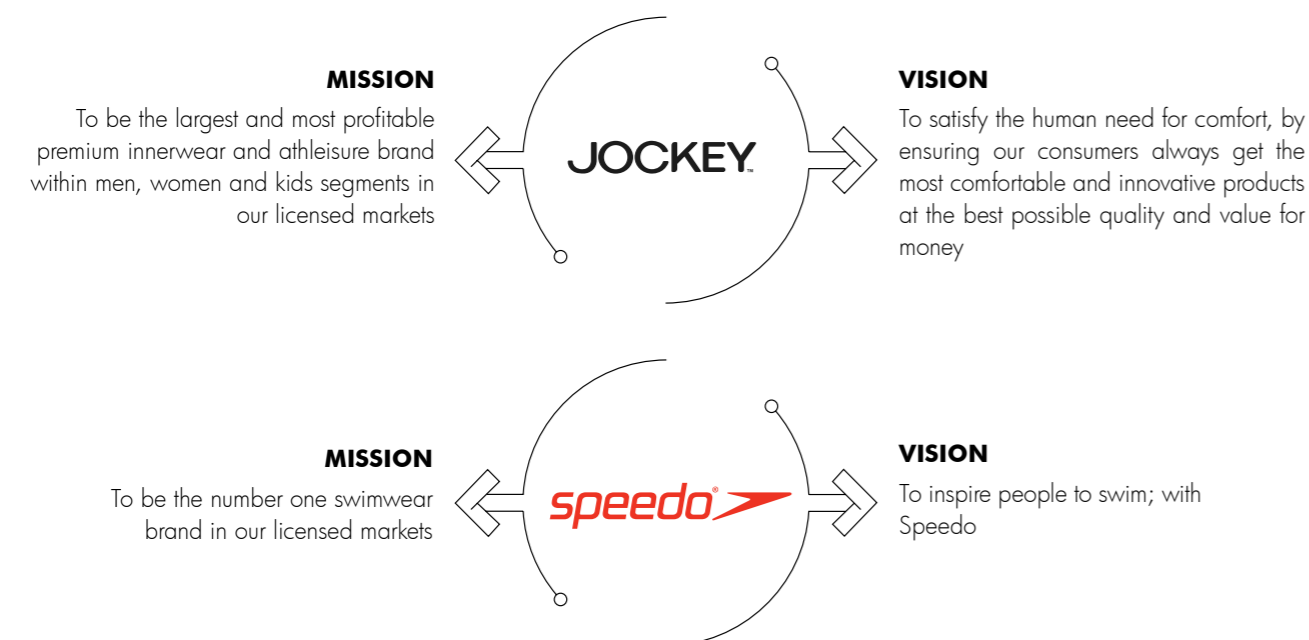 MISSION
To be the largest and most profitable
premium innerwear and athleisure brand
within men, women and kids segments in
our licensed markets
JOCKEY™
VISION
To satisfy the human need for comfort, by
ensuring our consumers always get the
most comfortable and innovative products
at the best possible quality and value for
money
MISSION
To be the number one swimwear
brand in our licensed markets
speedo®
VISION
To inspire people to swim; with
Speedo